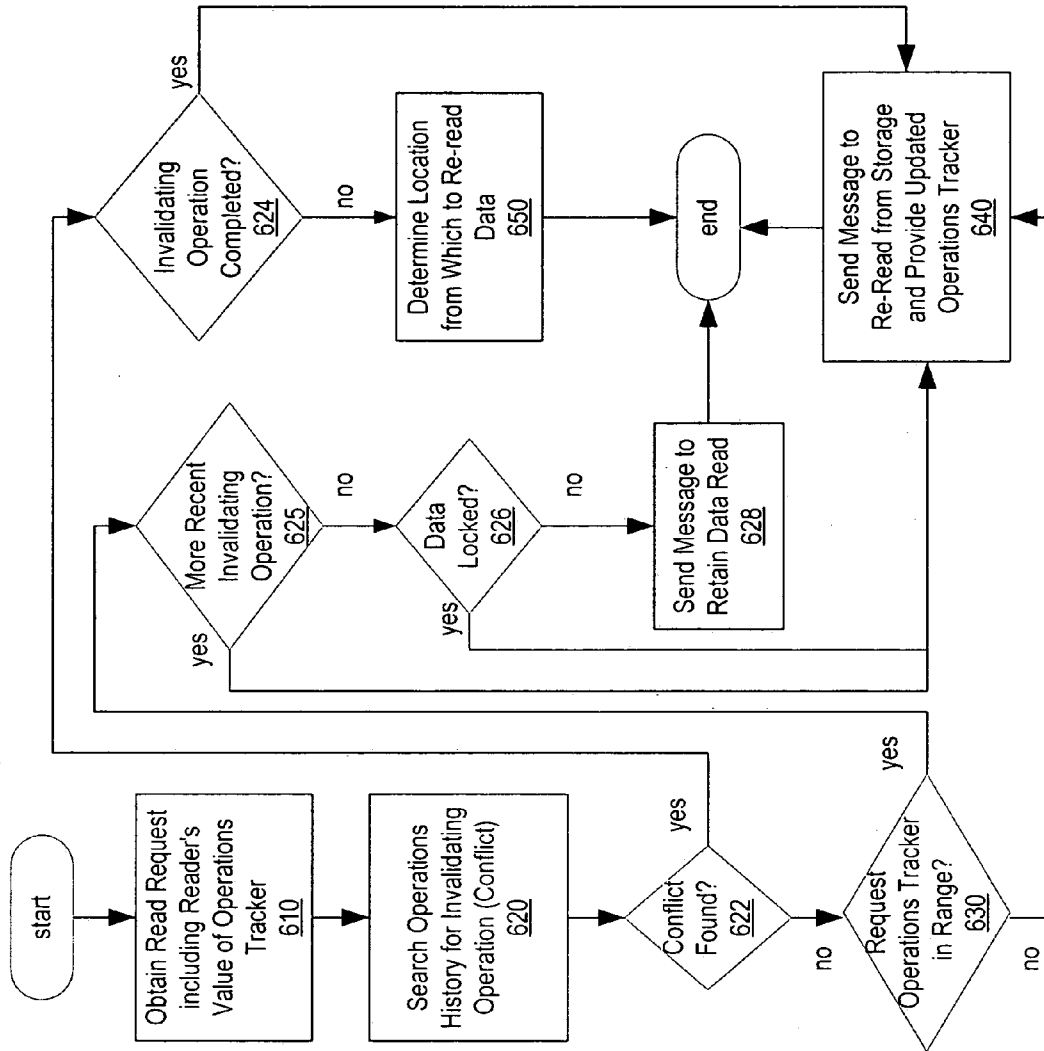 start
Obtain Read Request
including Reader's
Value of Operations
Tracker
610
Search Operations
History for Invalidating
Operation (Conflict)
620
Conflict
Found?
622
yes
no
Request
Operations Tracker
in Range?
630
yes
no
More Recent
Invalidating
Operation?
625
yes
no
Data
Locked?
626
yes
no
Send Message to
Retain Data Read
628
Invalidating
Operation
Completed?
624
yes
no
Determine Location
from Which to Re-read
Data
650
end
Send Message to
Re-Read from Storage
and Provide Updated
Operations Tracker
640